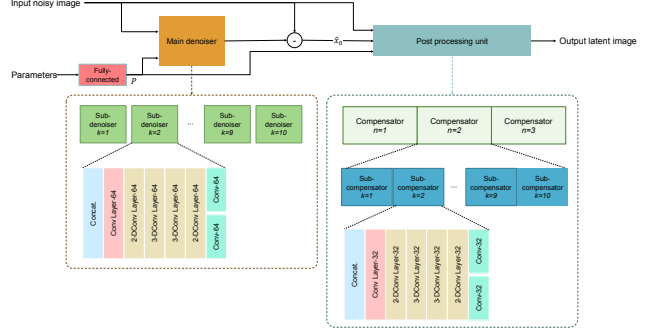 Input noisy image
Main denoiser
-
x̂₀
Post processing unit
Output latent image
Parameters
Fully-
connected
P
Sub-
denoiser
k=1
Sub-
denoiser
k=2
...
Sub-
denoiser
k=9
Sub-
denoiser
k=10
Concat.
Conv Layer-64
2-DConv Layer-64
3-DConv Layer-64
3-DConv Layer-64
2-DConv Layer-64
Conv-64
Conv-64
Compensator
n=1
Compensator
n=2
Compensator
n=3
Sub-
compensator
k=1
Sub-
compensator
k=2
...
Sub-
compensator
k=9
Sub-
compensator
k=10
Concat.
Conv Layer-32
2-DConv Layer-32
3-DConv Layer-32
3-DConv Layer-32
2-DConv Layer-32
Conv-32
Conv-32